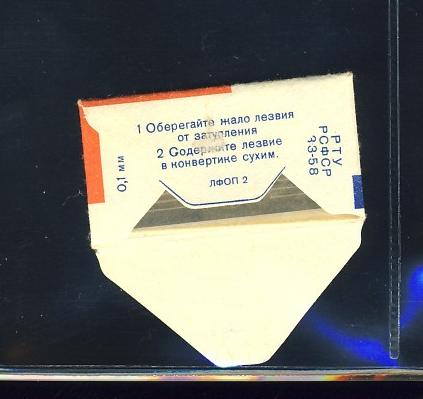 1 Оберегайте жало лезвия
от затупления
2 Содержите лезвие
в конвертике сухим.
ЛФОП 2
0,1 мм
РТУ
РСФСР
33-58